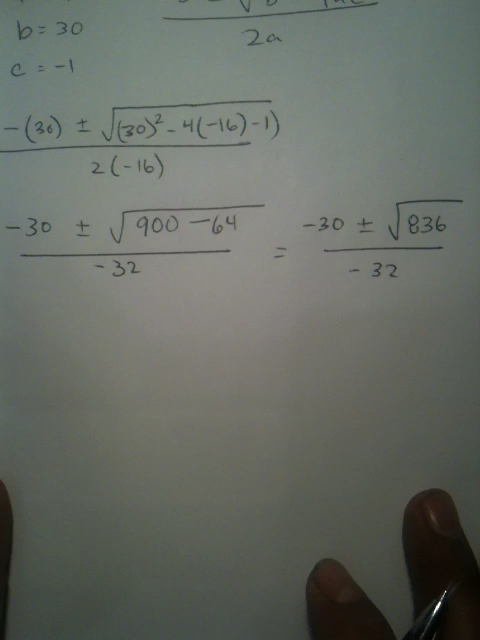 b = 30
2a
c = -1
-(30) ± √(30)² - 4(-16)-1)
2(-16)
-30 ± √900 - 64 = -30 ± √836
-32 -32